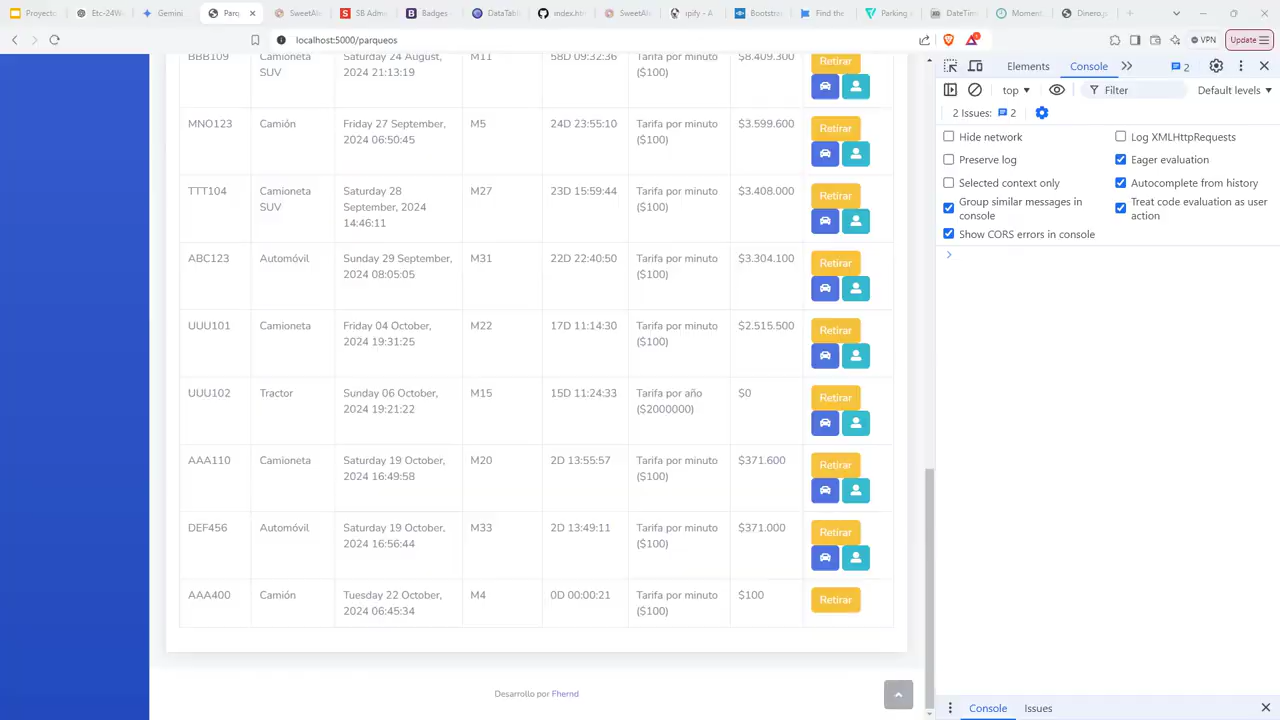 Proyecto
Etc-24W
Gemini
Parq
SweetAle
SB Adm
Badges
DataTabl
index.htm
SweetAle
ipify - A
Bootstra
Find tho
Parking a
DateTim
Moment
Dinero.js
localhost:5000/parqueos
VPN
Update
BBB109 Camioneta Saturday 24 August, M11 58D 09:32:36 Tarifa por minuto $8.409.300 Retirar
SUV 2024 21:13:19 ($100)
MNO123 Camión Friday 27 September, M5 24D 23:55:10 Tarifa por minuto $3.599.600 Retirar
2024 06:50:45 ($100)
TTT104 Camioneta Saturday 28 M27 23D 15:59:44 Tarifa por minuto $3.408.000 Retirar
SUV September, 2024 ($100)
14:46:11
ABC123 Automóvil Sunday 29 September, M31 22D 22:40:50 Tarifa por minuto $3.304.100 Retirar
2024 08:05:05 ($100)
UUU101 Camioneta Friday 04 October, M22 17D 11:14:30 Tarifa por minuto $2.515.500 Retirar
2024 19:31:25 ($100)
UUU102 Tractor Sunday 06 October, M15 15D 11:24:33 Tarifa por año $0 Retirar
2024 19:21:22 ($2000000)
AAA110 Camioneta Saturday 19 October, M20 2D 13:55:57 Tarifa por minuto $371.600 Retirar
2024 16:49:58 ($100)
DEF456 Automóvil Saturday 19 October, M33 2D 13:49:11 Tarifa por minuto $371.000 Retirar
2024 16:56:44 ($100)
AAA400 Camión Tuesday 22 October, M4 0D 00:00:21 Tarifa por minuto $100 Retirar
2024 06:45:34 ($100)
Desarrollo por Fhernd
Elements Console 2
top Filter Default levels
2 Issues: 2
Hide network Log XMLHttpRequests
Preserve log Eager evaluation
Selected context only Autocomplete from history
Group similar messages in Treat code evaluation as user
console action
Show CORS errors in console
Console Issues